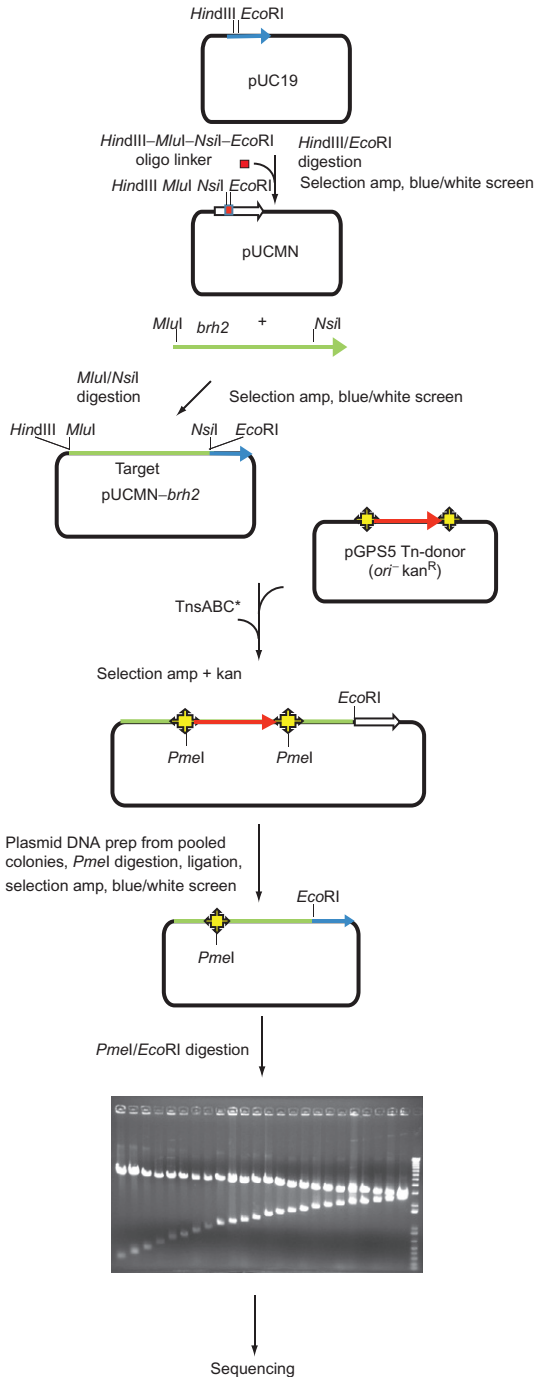 HindIII EcoRI
pUC19
HindIII–MluI–NsiI–EcoRI
oligo linker
HindIII/EcoRI
digestion
Selection amp, blue/white screen
HindIII MluI NsiI EcoRI
pUCMN
MluI brh2 + NsiI
MluI/NsiI
digestion
Selection amp, blue/white screen
HindIII MluI NsiI EcoRI
Target
pUCMN–brh2
pGPS5 Tn-donor
(ori– kanR)
TnsABC*
Selection amp + kan
EcoRI
PmeI PmeI
Plasmid DNA prep from pooled
colonies, PmeI digestion, ligation,
selection amp, blue/white screen
EcoRI
PmeI
PmeI/EcoRI digestion
Sequencing